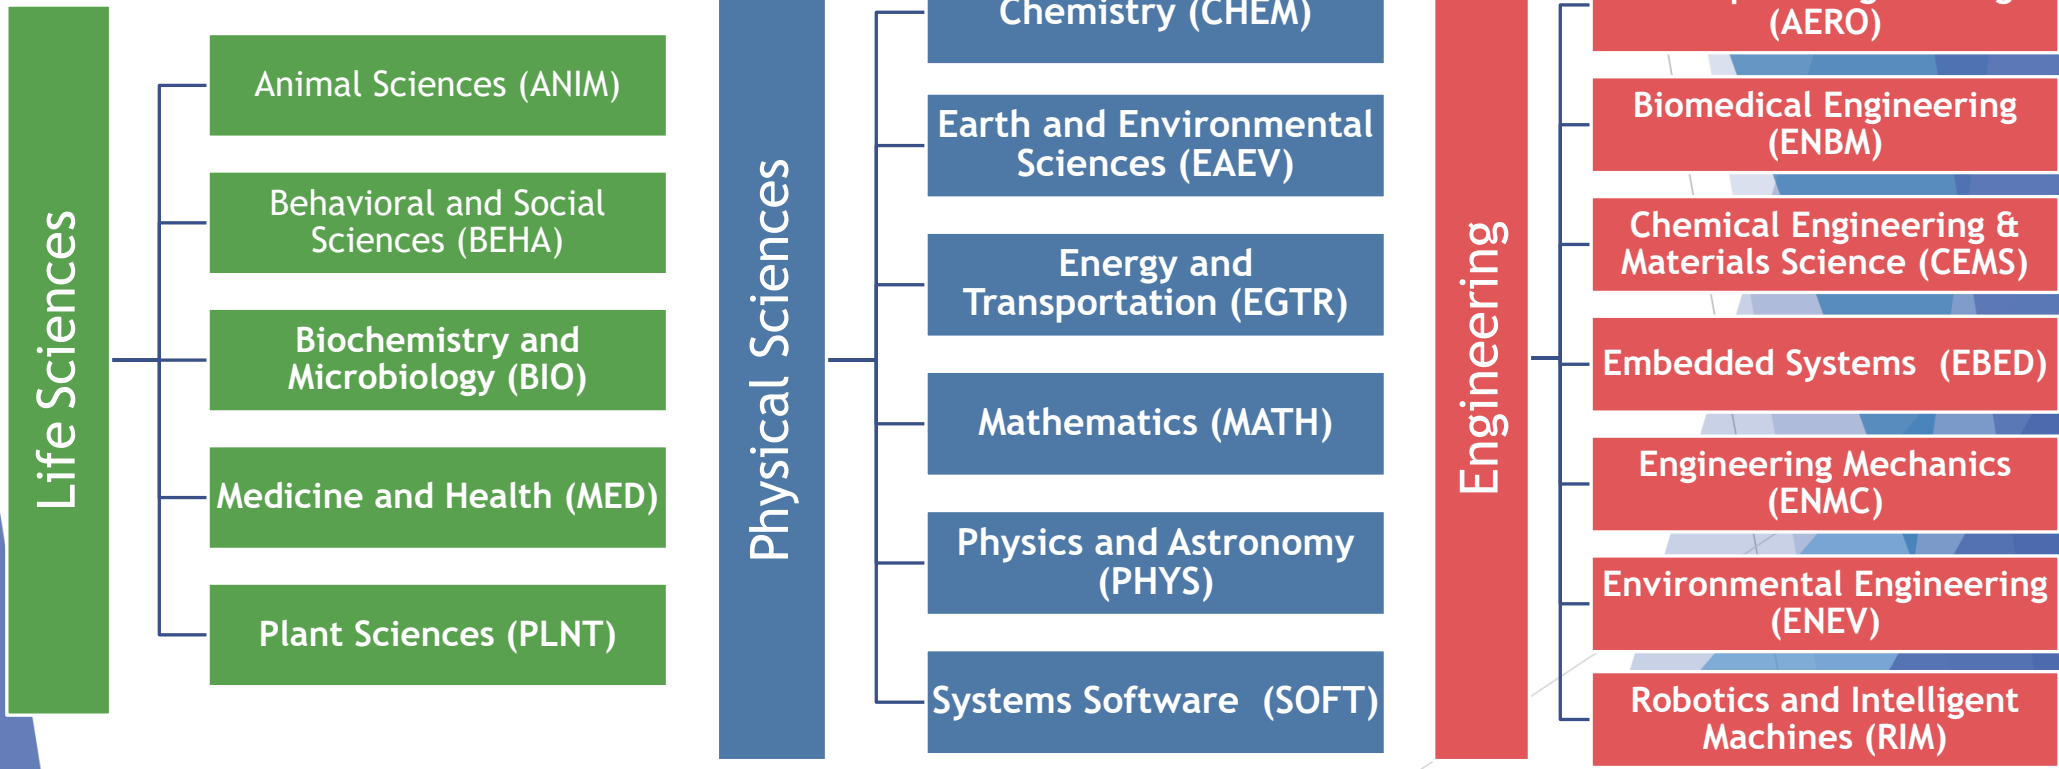 Life Sciences
Animal Sciences (ANIM)
Behavioral and Social
Sciences (BEHA)
Biochemistry and
Microbiology (BIO)
Medicine and Health (MED)
Plant Sciences (PLNT)
Physical Sciences
Chemistry (CHEM)
Earth and Environmental
Sciences (EAEV)
Energy and
Transportation (EGTR)
Mathematics (MATH)
Physics and Astronomy
(PHYS)
Systems Software (SOFT)
Engineering
(AERO)
Biomedical Engineering
(ENBM)
Chemical Engineering &
Materials Science (CEMS)
Embedded Systems (EBED)
Engineering Mechanics
(ENMC)
Environmental Engineering
(ENEV)
Robotics and Intelligent
Machines (RIM)